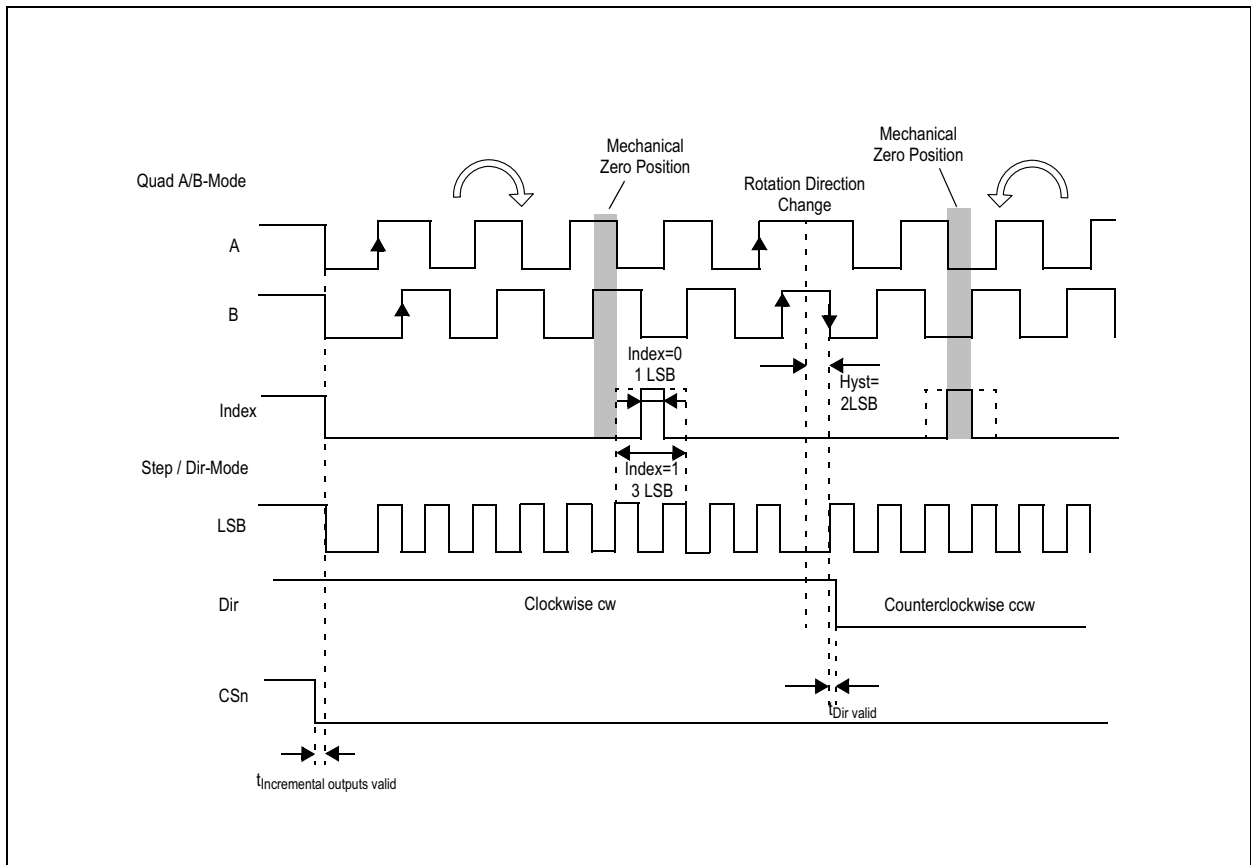 Mechanical
Zero Position
Mechanical
Zero Position
Quad A/B-Mode
Rotation Direction
Change
A
B
Index=0
1 LSB
Hyst=
2LSB
Index
Step / Dir-Mode
Index=1
3 LSB
LSB
Dir
Clockwise cw
Counterclockwise ccw
CSn
tDir valid
tIncremental outputs valid